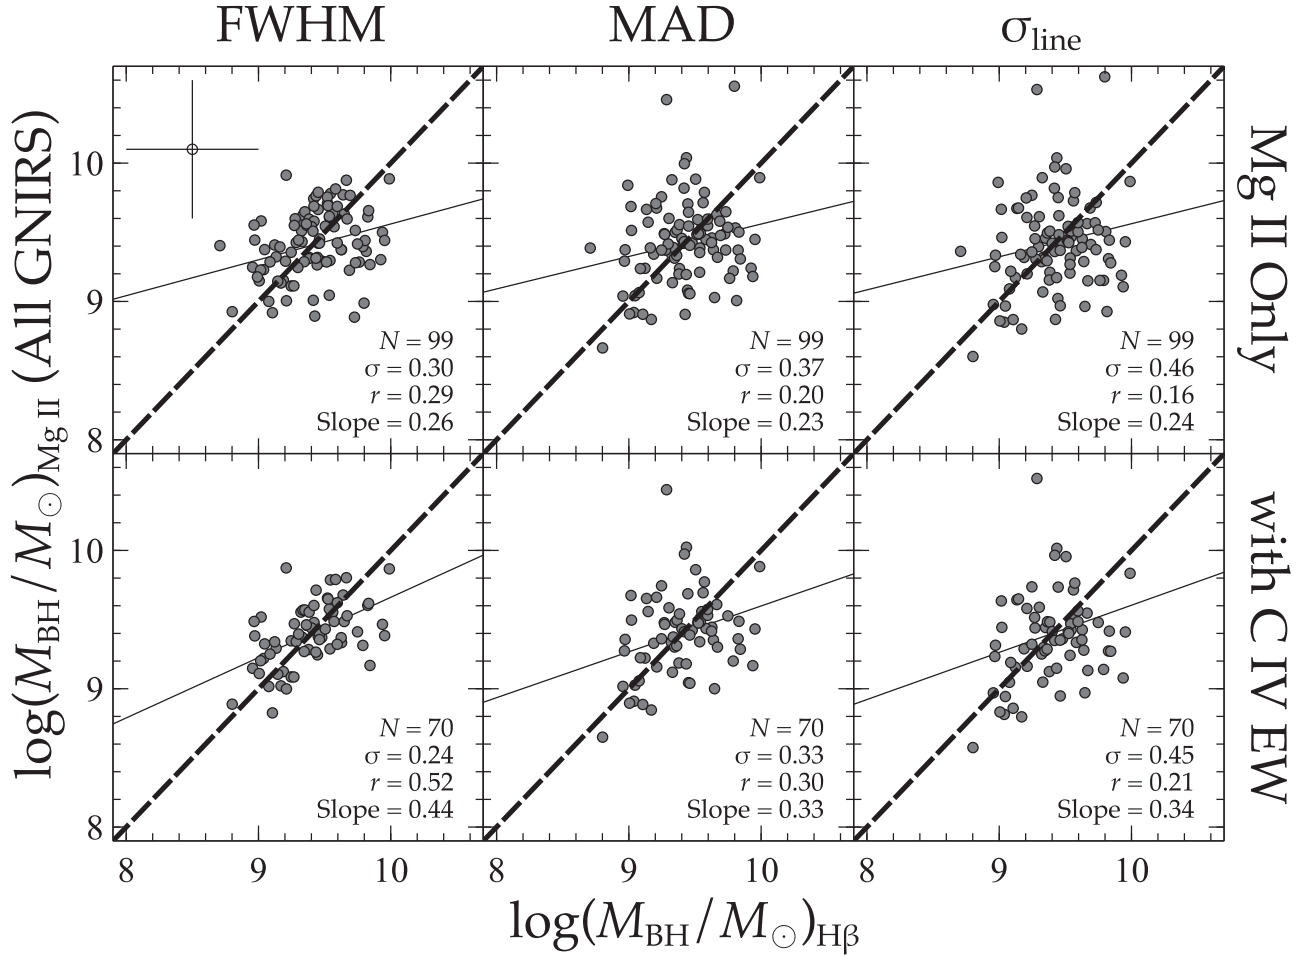 FWHM
MAD
σline
log(MBH/M⊙)Mg II (All GNIRS)
10
9
8
N = 99
σ = 0.30
r = 0.29
Slope = 0.26
N = 99
σ = 0.37
r = 0.20
Slope = 0.23
N = 99
σ = 0.46
r = 0.16
Slope = 0.24
Mg II Only
10
9
8
N = 70
σ = 0.24
r = 0.52
Slope = 0.44
N = 70
σ = 0.33
r = 0.30
Slope = 0.33
N = 70
σ = 0.45
r = 0.21
Slope = 0.34
with C IV EW
8 9 10 8 9 10 8 9 10
log(MBH/M⊙)Hβ